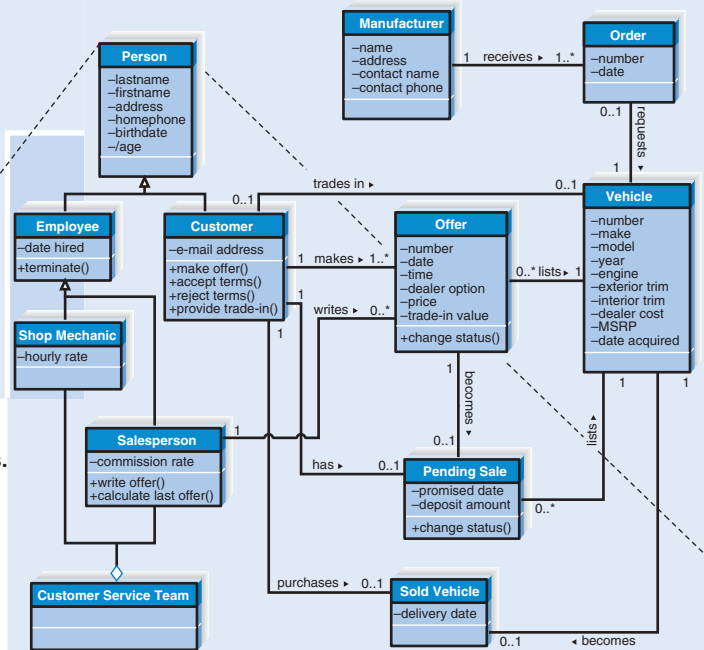 Manufacturer
–name
–address
–contact name
–contact phone
1 receives ▸ 1..*
Order
–number
–date
0..1
requests ▸
1
Person
–lastname
–firstname
–address
–homephone
–birthdate
–/age
trades in ▸
0..1
0..1
Employee
–date hired
+terminate()
Customer
–e-mail address
+make offer()
+accept terms()
+reject terms()
+provide trade-in()
1 makes ▸ 1..*
Offer
–number
–date
–time
–dealer option
–price
–trade-in value
+change status()
0..* lists ▸ 1
Vehicle
–number
–make
–model
–year
–engine
–exterior trim
–interior trim
–dealer cost
–MSRP
–date acquired
1
writes ▸ 0..*
1
Shop Mechanic
–hourly rate
1
becomes ▸
0..1
1
1
lists ▸
Salesperson
–commission rate
+write offer()
+calculate last offer()
1
s.
has ▸ 0..1
Pending Sale
–promised date
–deposit amount
+change status()
0..*
Customer Service Team
purchases ▸ 0..1
Sold Vehicle
–delivery date
0..1 ◂ becomes